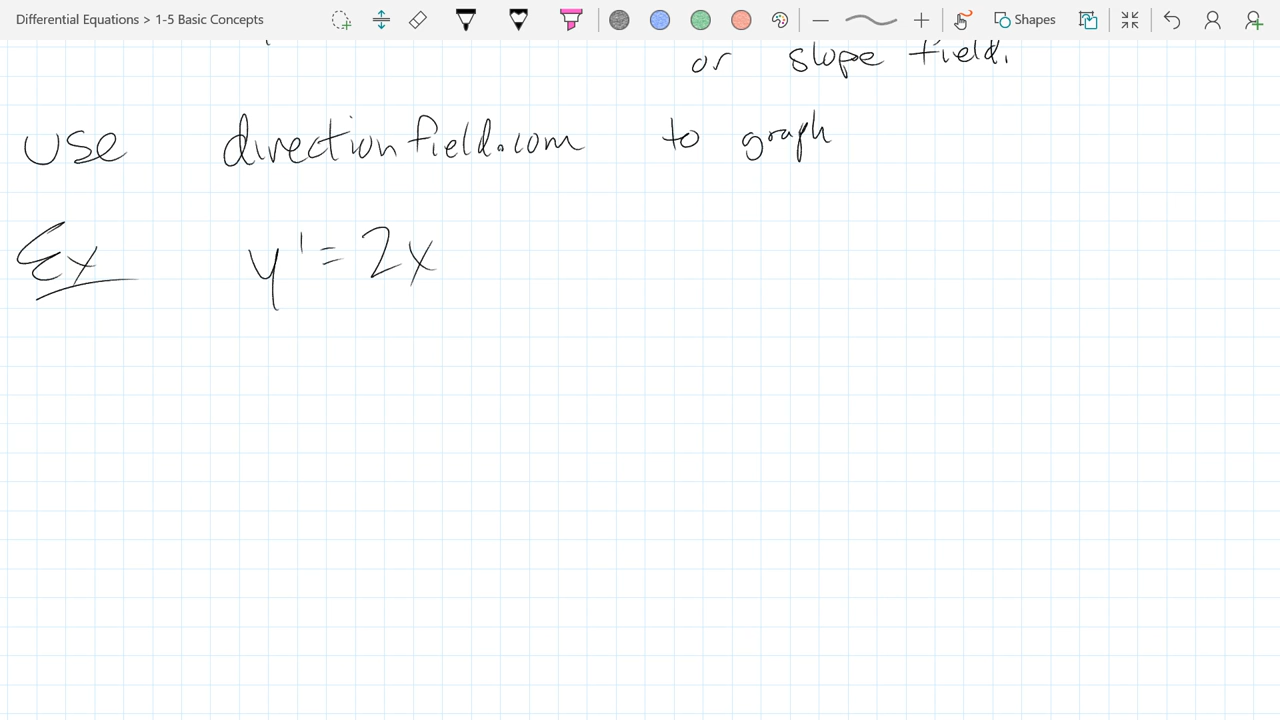 Differential Equations > 1-5 Basic Concepts
Shapes
or slope field.
Use directionfield.com to graph
Ex y' = 2x